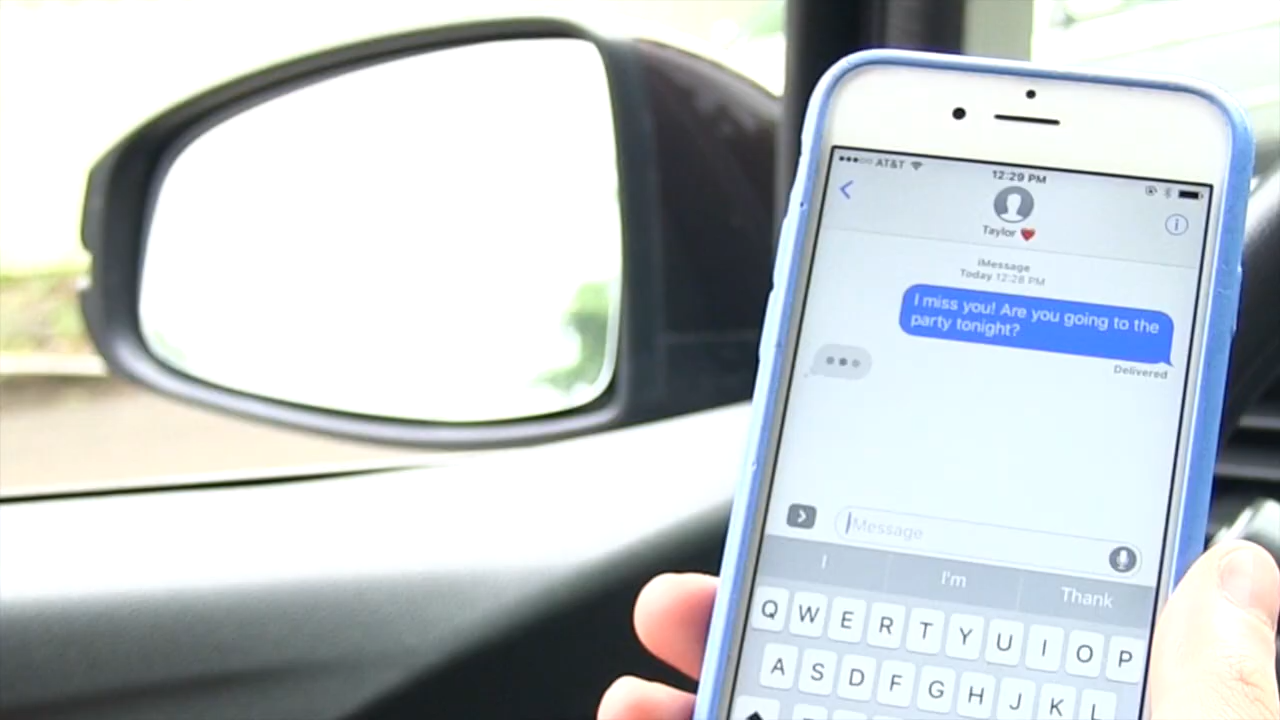 AT&T
12:29 PM
Taylor ❤
iMessage
Today 12:28 PM
I miss you! Are you going to the
party tonight?
Delivered
Message
I I'm Thank
Q W E R T Y U I O P
A S D F G H J K L